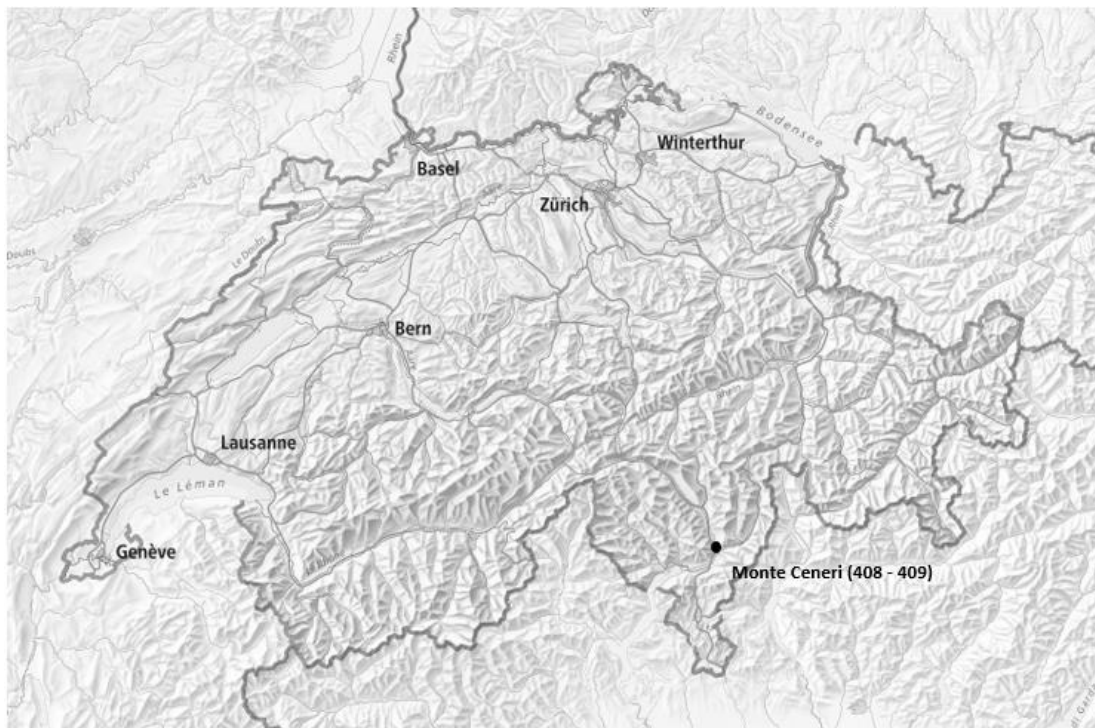 Rhein
Bodensee
Winterthur
Basel
Zürich
Doubs
Le Doubs
Bern
Lausanne
Le Léman
Genève
Monte Ceneri (408 - 409)